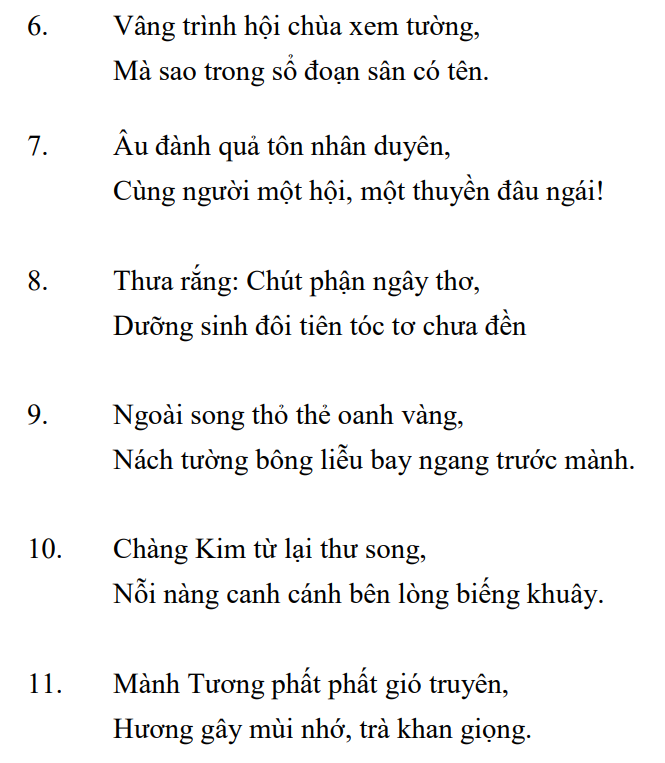 6. Vâng trình hội chùa xem tường,
Mà sao trong sổ đoạn sân có tên.
7. Âu đành quả tôn nhân duyên,
Cùng người một hội, một thuyền đâu ngái!
8. Thưa rắng: Chút phận ngây thơ,
Dưỡng sinh đôi tiên tóc tơ chưa đền
9. Ngoài song thỏ thẻ oanh vàng,
Nách tường bông liễu bay ngang trước mành.
10. Chàng Kim từ lại thư song,
Nỗi nàng canh cánh bên lòng biếng khuây.
11. Mành Tương phất phất gió truyên,
Hương gây mùi nhớ, trà khan giọng.